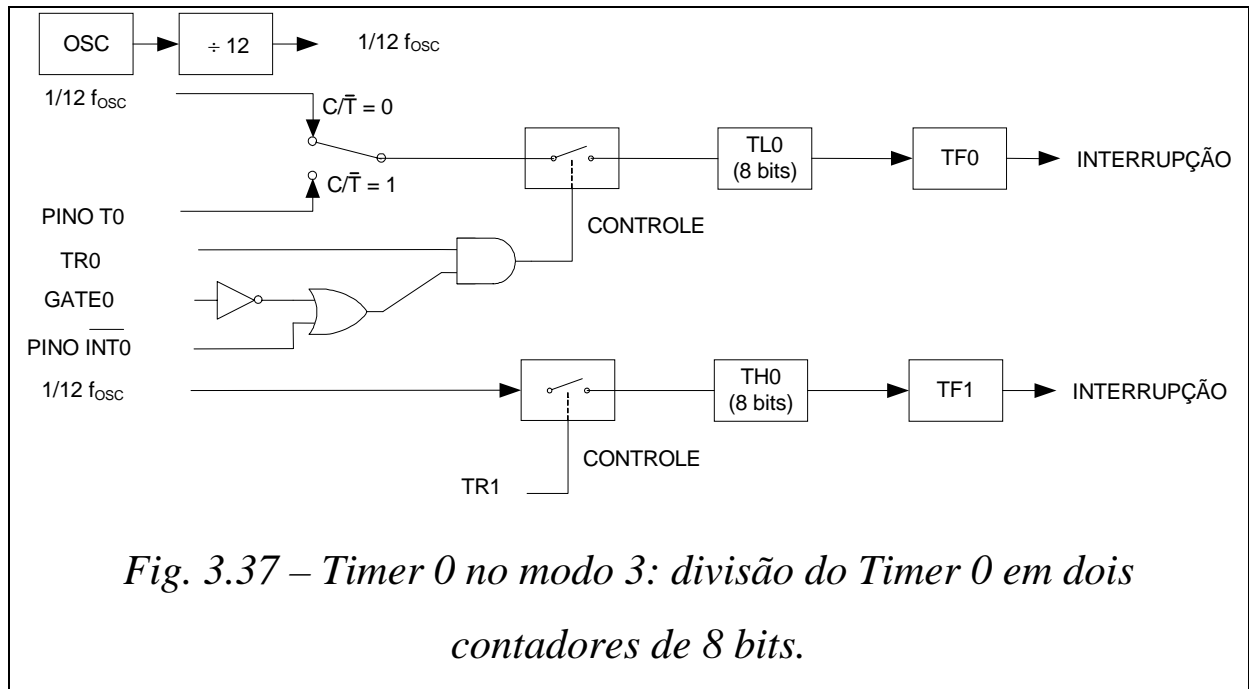 OSC
÷ 12
1/12 fOSC
1/12 fOSC
C/T̅ = 0
C/T̅ = 1
PINO T0
TR0
GATE0
PINO I̅N̅T̅0̅
CONTROLE
TL0
(8 bits)
TF0
INTERRUPÇÃO
1/12 fOSC
TR1
CONTROLE
TH0
(8 bits)
TF1
INTERRUPÇÃO
Fig. 3.37 – Timer 0 no modo 3: divisão do Timer 0 em dois
contadores de 8 bits.